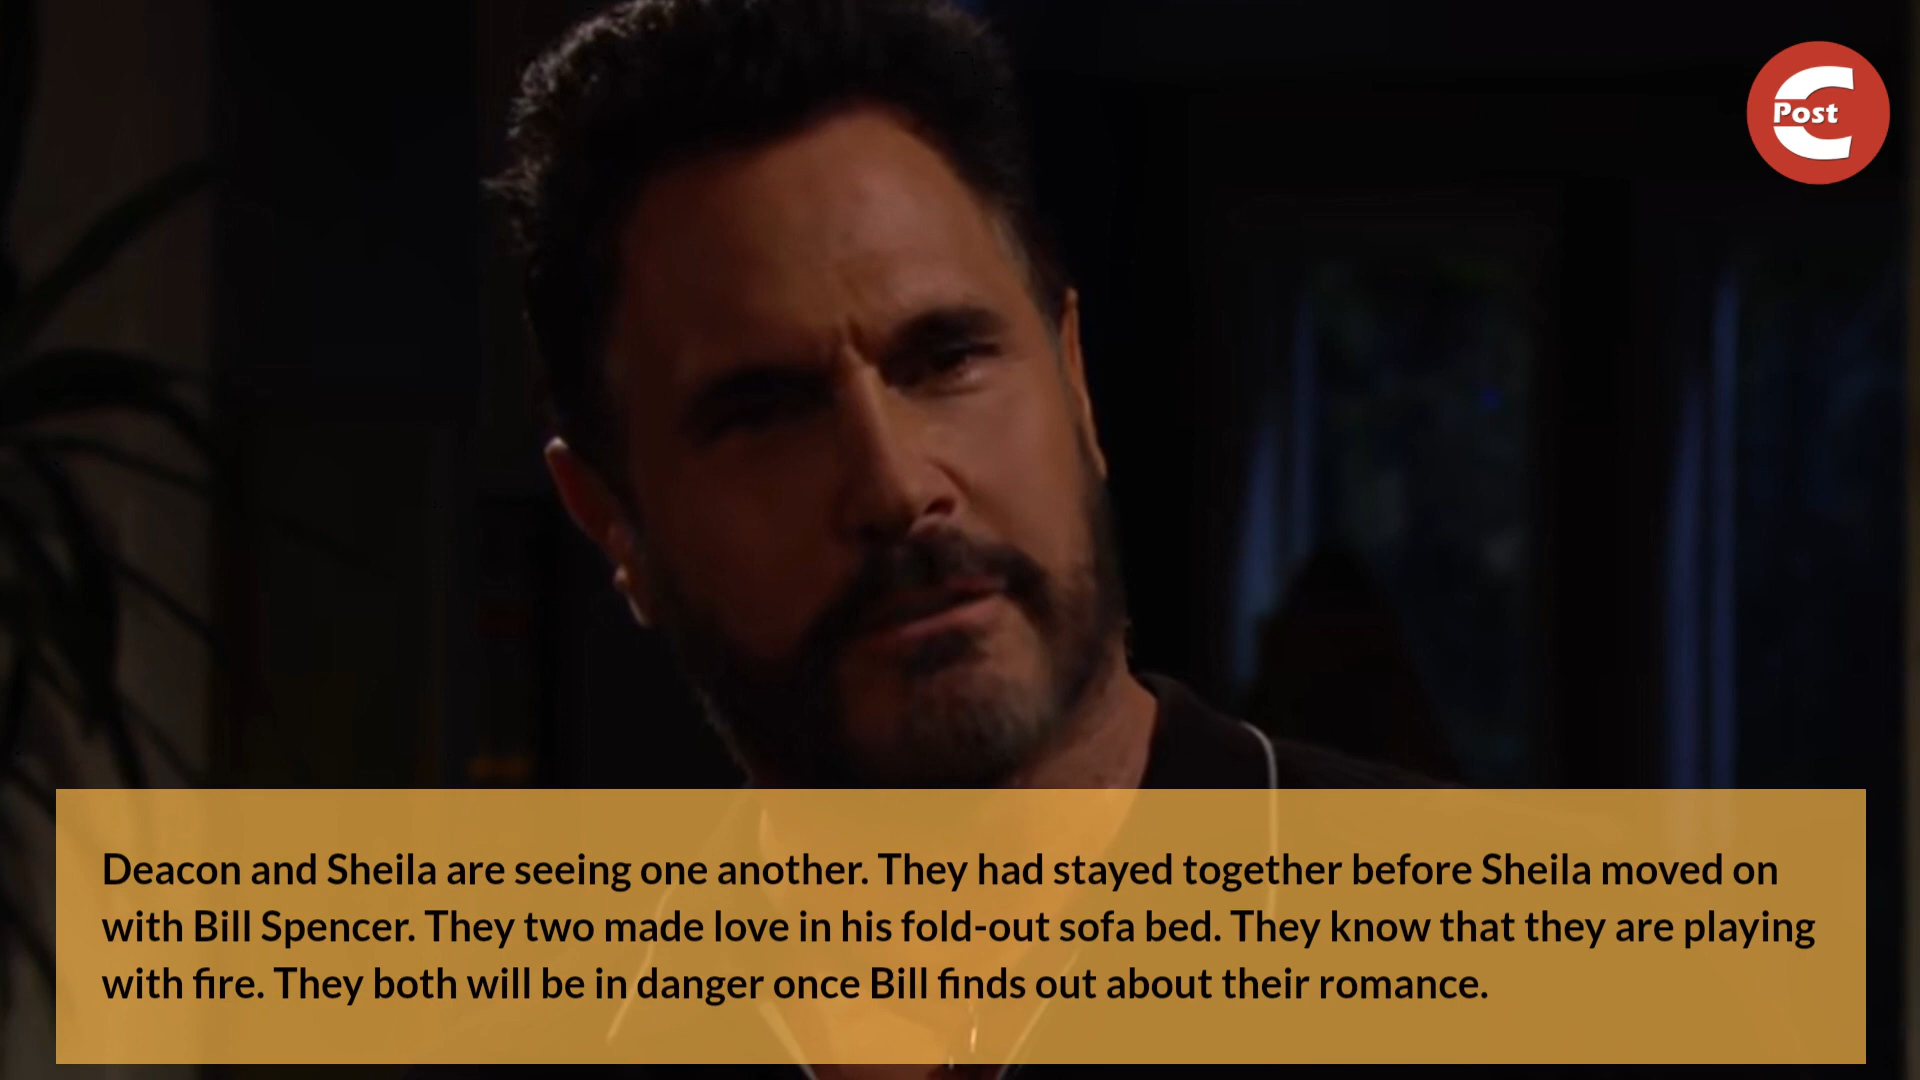 Post
Deacon and Sheila are seeing one another. They had stayed together before Sheila moved on
with Bill Spencer. They two made love in his fold-out sofa bed. They know that they are playing
with fire. They both will be in danger once Bill finds out about their romance.